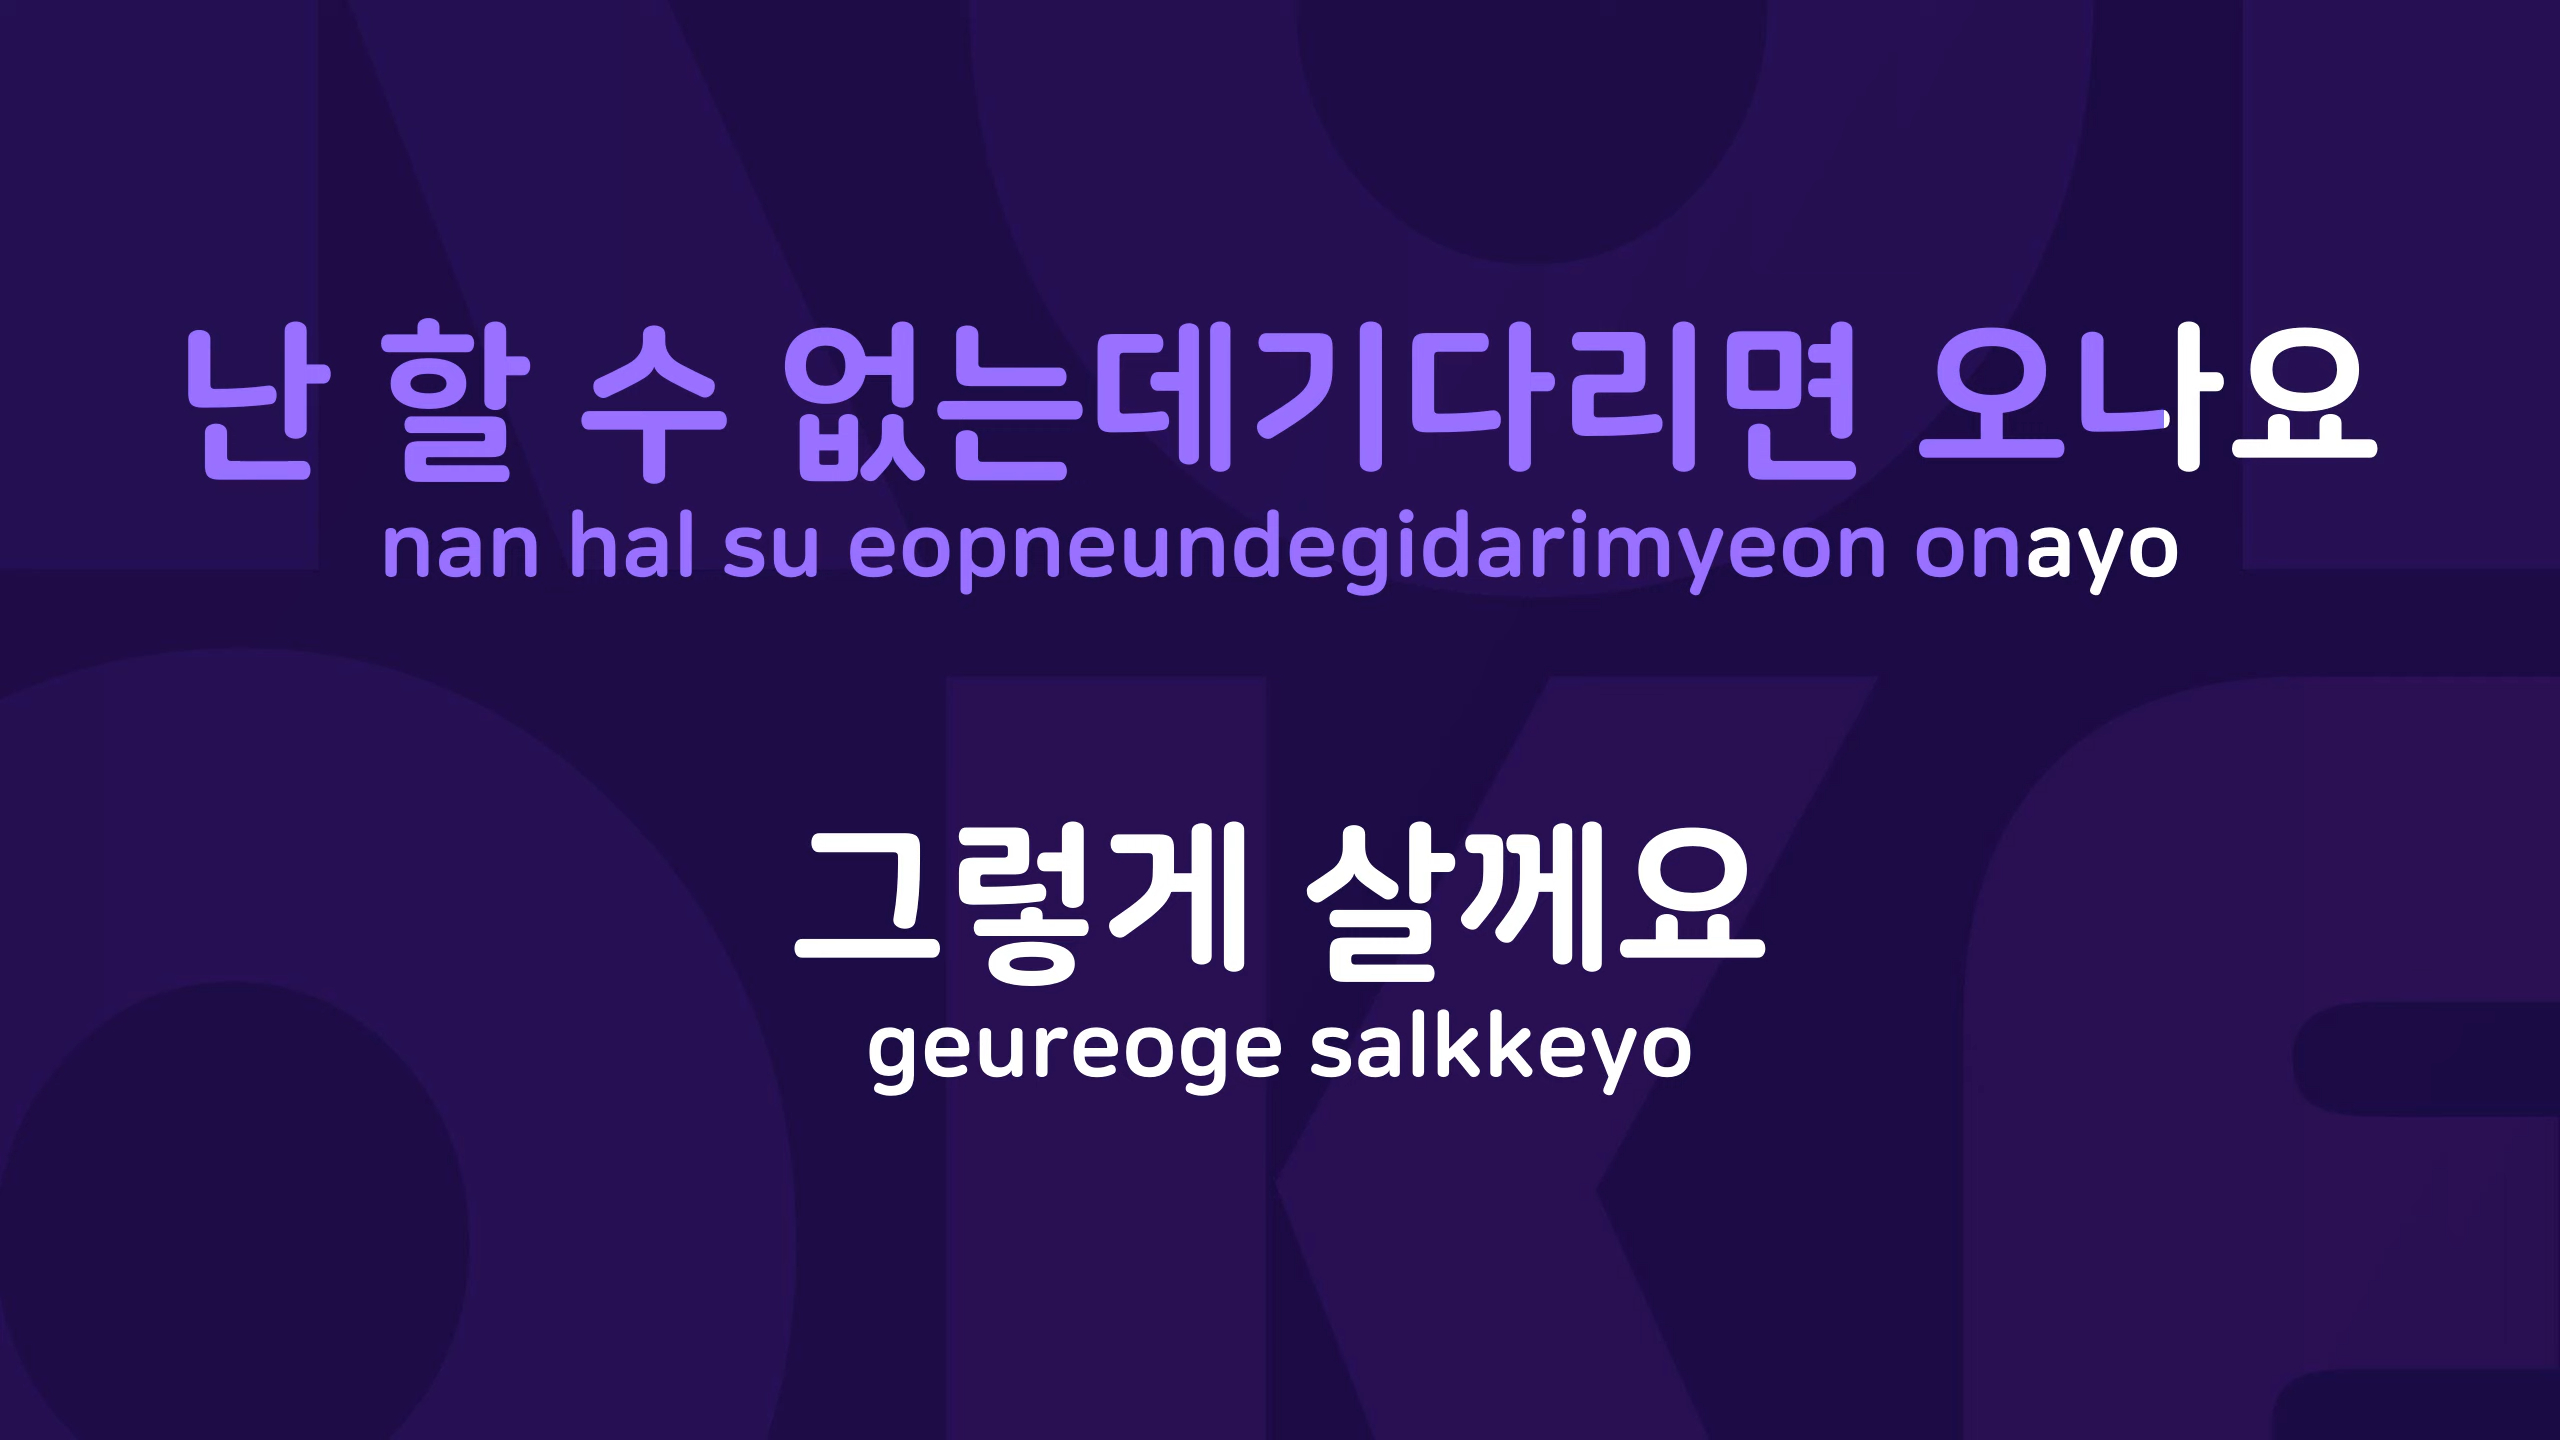 난 할 수 없는데기다리면 오나요
nan hal su eopneundegidarimyeon onayo
그렇게 살께요
geureoge salkkeyo